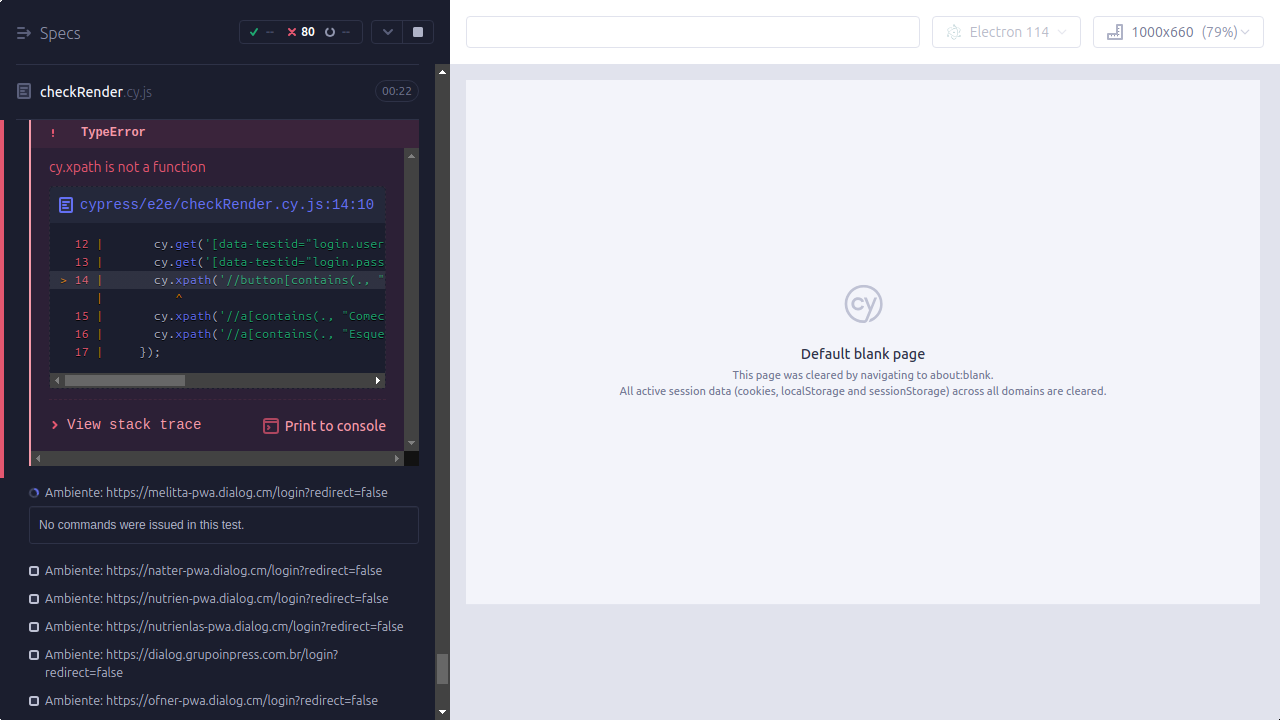 Specs
-- 80 --
checkRender.cy.js
00:22
! TypeError
cy.xpath is not a function
cypress/e2e/checkRender.cy.js:14:10
12 | cy.get('[data-testid="login.user
13 | cy.get('[data-testid="login.pass
> 14 | cy.xpath('//button[contains(., "
| ^
15 | cy.xpath('//a[contains(., "Comec
16 | cy.xpath('//a[contains(., "Esque
17 | });
View stack trace
Print to console
Ambiente: https://melitta-pwa.dialog.cm/login?redirect=false
No commands were issued in this test.
Ambiente: https://natter-pwa.dialog.cm/login?redirect=false
Ambiente: https://nutrien-pwa.dialog.cm/login?redirect=false
Ambiente: https://nutrienlas-pwa.dialog.cm/login?redirect=false
Ambiente: https://dialog.grupoinpress.com.br/login?
redirect=false
Ambiente: https://ofner-pwa.dialog.cm/login?redirect=false
Electron 114
1000x660 (79%)
cy
Default blank page
This page was cleared by navigating to about:blank.
All active session data (cookies, localStorage and sessionStorage) across all domains are cleared.